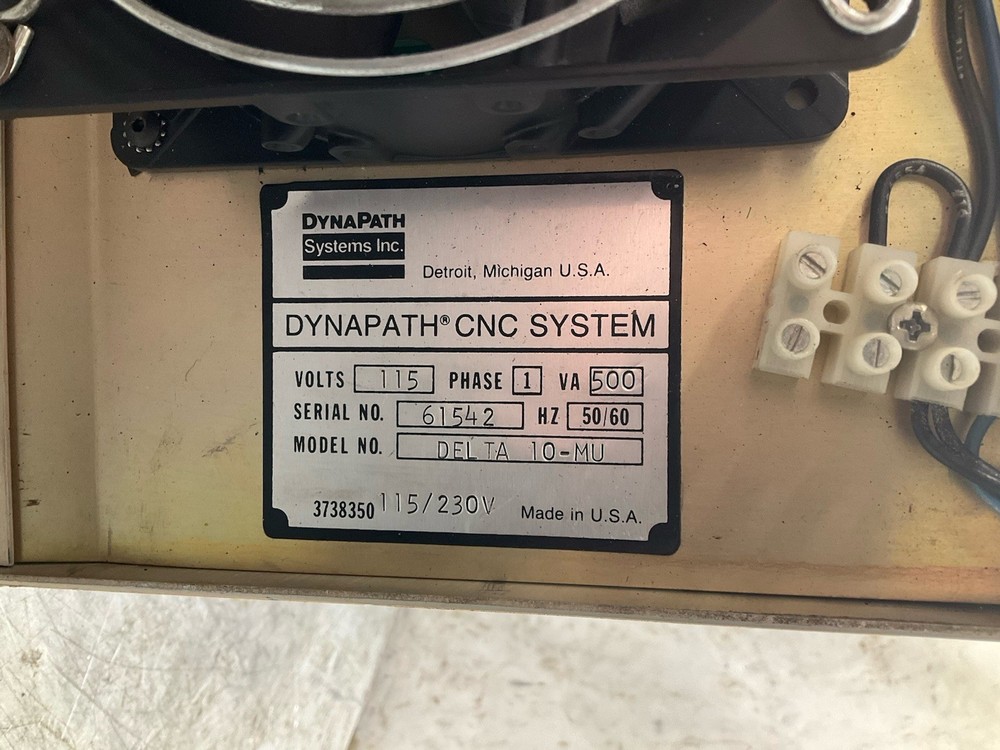 DYNAPATH
Systems Inc.
Detroit, Michigan U.S.A.
DYNAPATH® CNC SYSTEM
VOLTS 115 PHASE 1 VA 500
SERIAL NO. 61542 HZ 50/60
MODEL NO. DELTA 10-MU
3738350 115/230V Made in U.S.A.